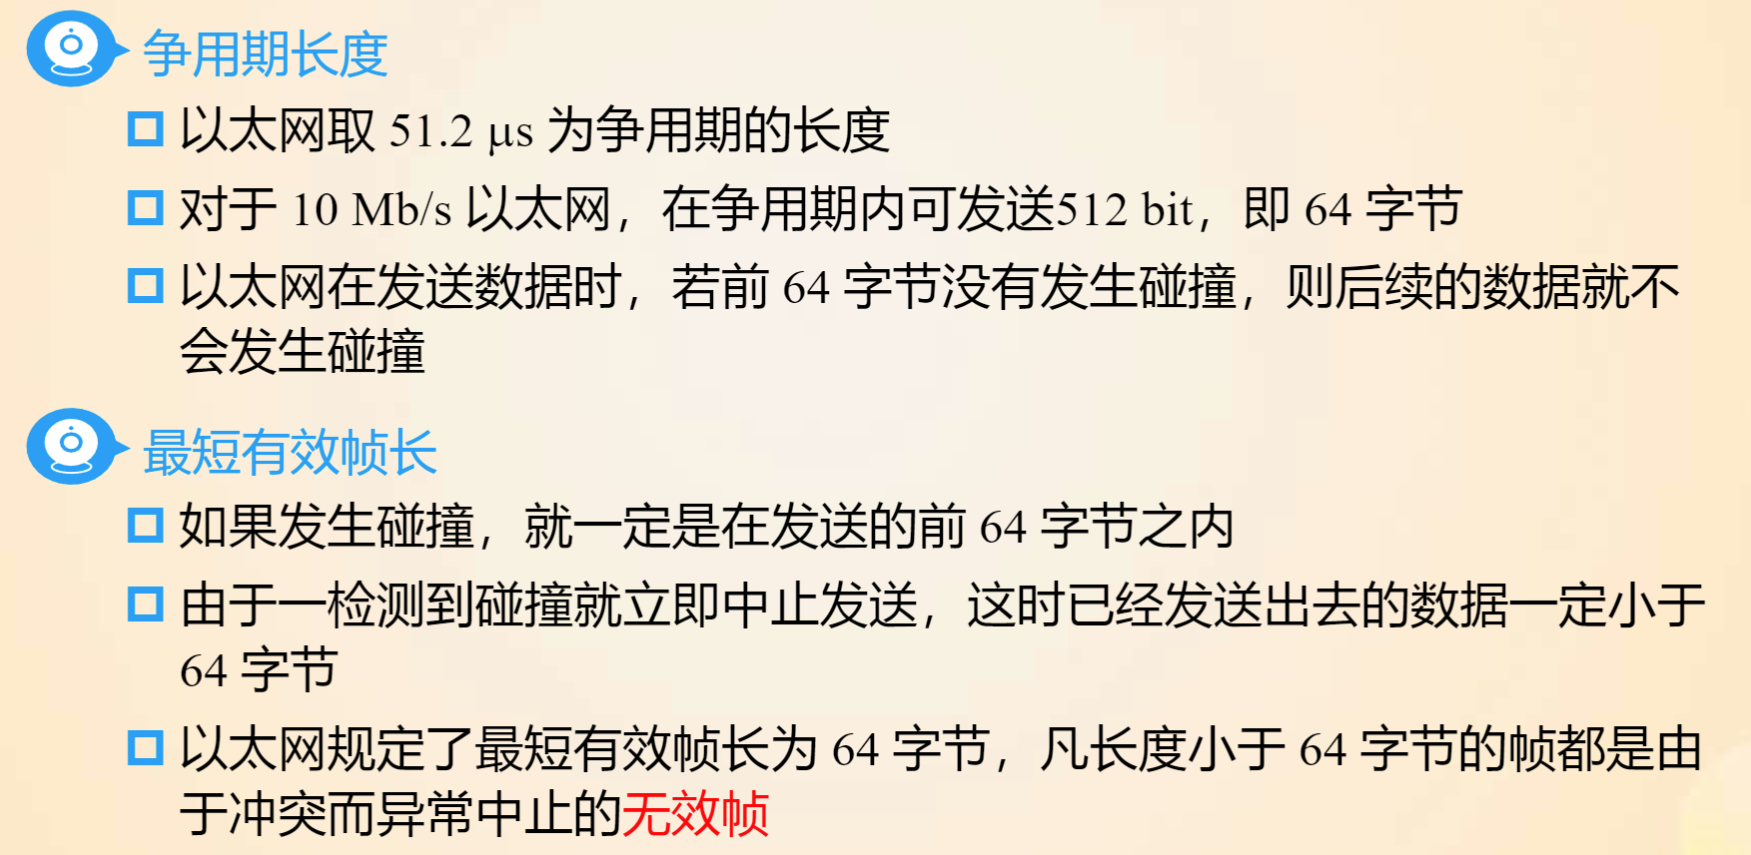 争用期长度
以太网取 51.2 μs 为争用期的长度
对于 10 Mb/s 以太网，在争用期内可发送512 bit，即 64 字节
以太网在发送数据时，若前 64 字节没有发生碰撞，则后续的数据就不
会发生碰撞
最短有效帧长
如果发生碰撞，就一定是在发送的前 64 字节之内
由于一检测到碰撞就立即中止发送，这时已经发送出去的数据一定小于
64 字节
以太网规定了最短有效帧长为 64 字节，凡长度小于 64 字节的帧都是由
于冲突而异常中止的无效帧